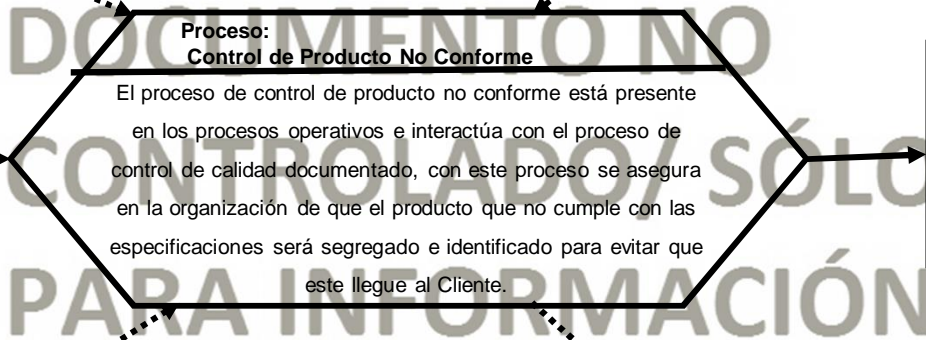 DOCUMENTO NO
Proceso:
Control de Producto No Conforme
El proceso de control de producto no conforme está presente
en los procesos operativos e interactúa con el proceso de
control de calidad documentado, con este proceso se asegura
en la organización de que el producto que no cumple con las
especificaciones será segregado e identificado para evitar que
este llegue al Cliente.
CONTROLADO/ SÓLO
PARA INFORMACIÓN